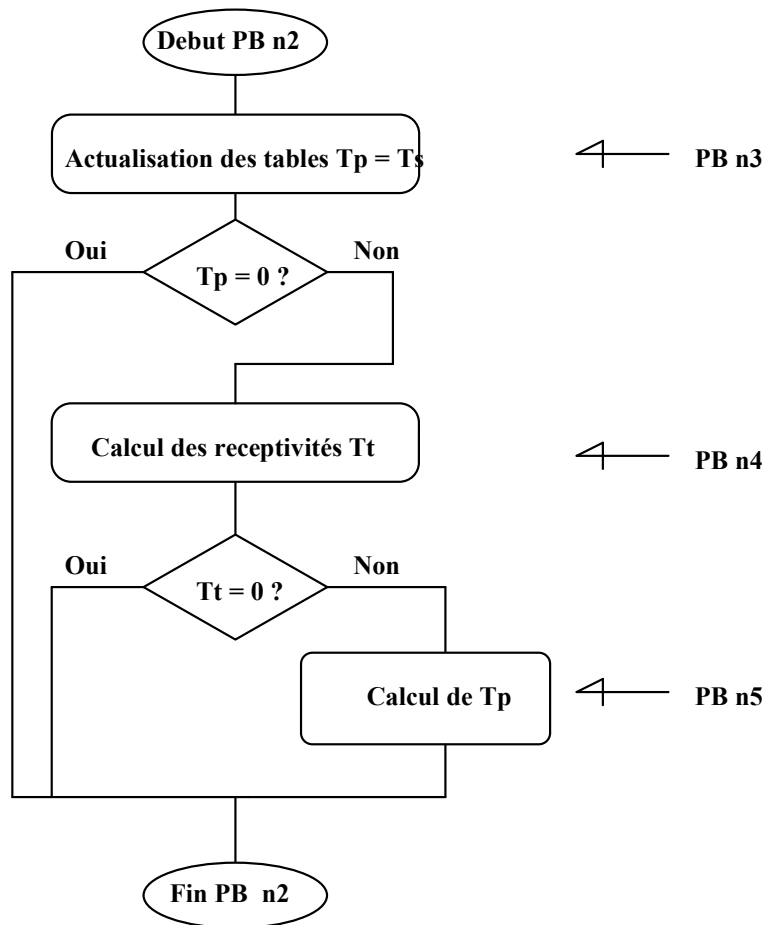 Debut PB n2
Actualisation des tables Tp = Ts
PB n3
Oui
Non
Tp = 0 ?
Calcul des receptivités Tt
PB n4
Oui
Non
Tt = 0 ?
Calcul de Tp
PB n5
Fin PB n2